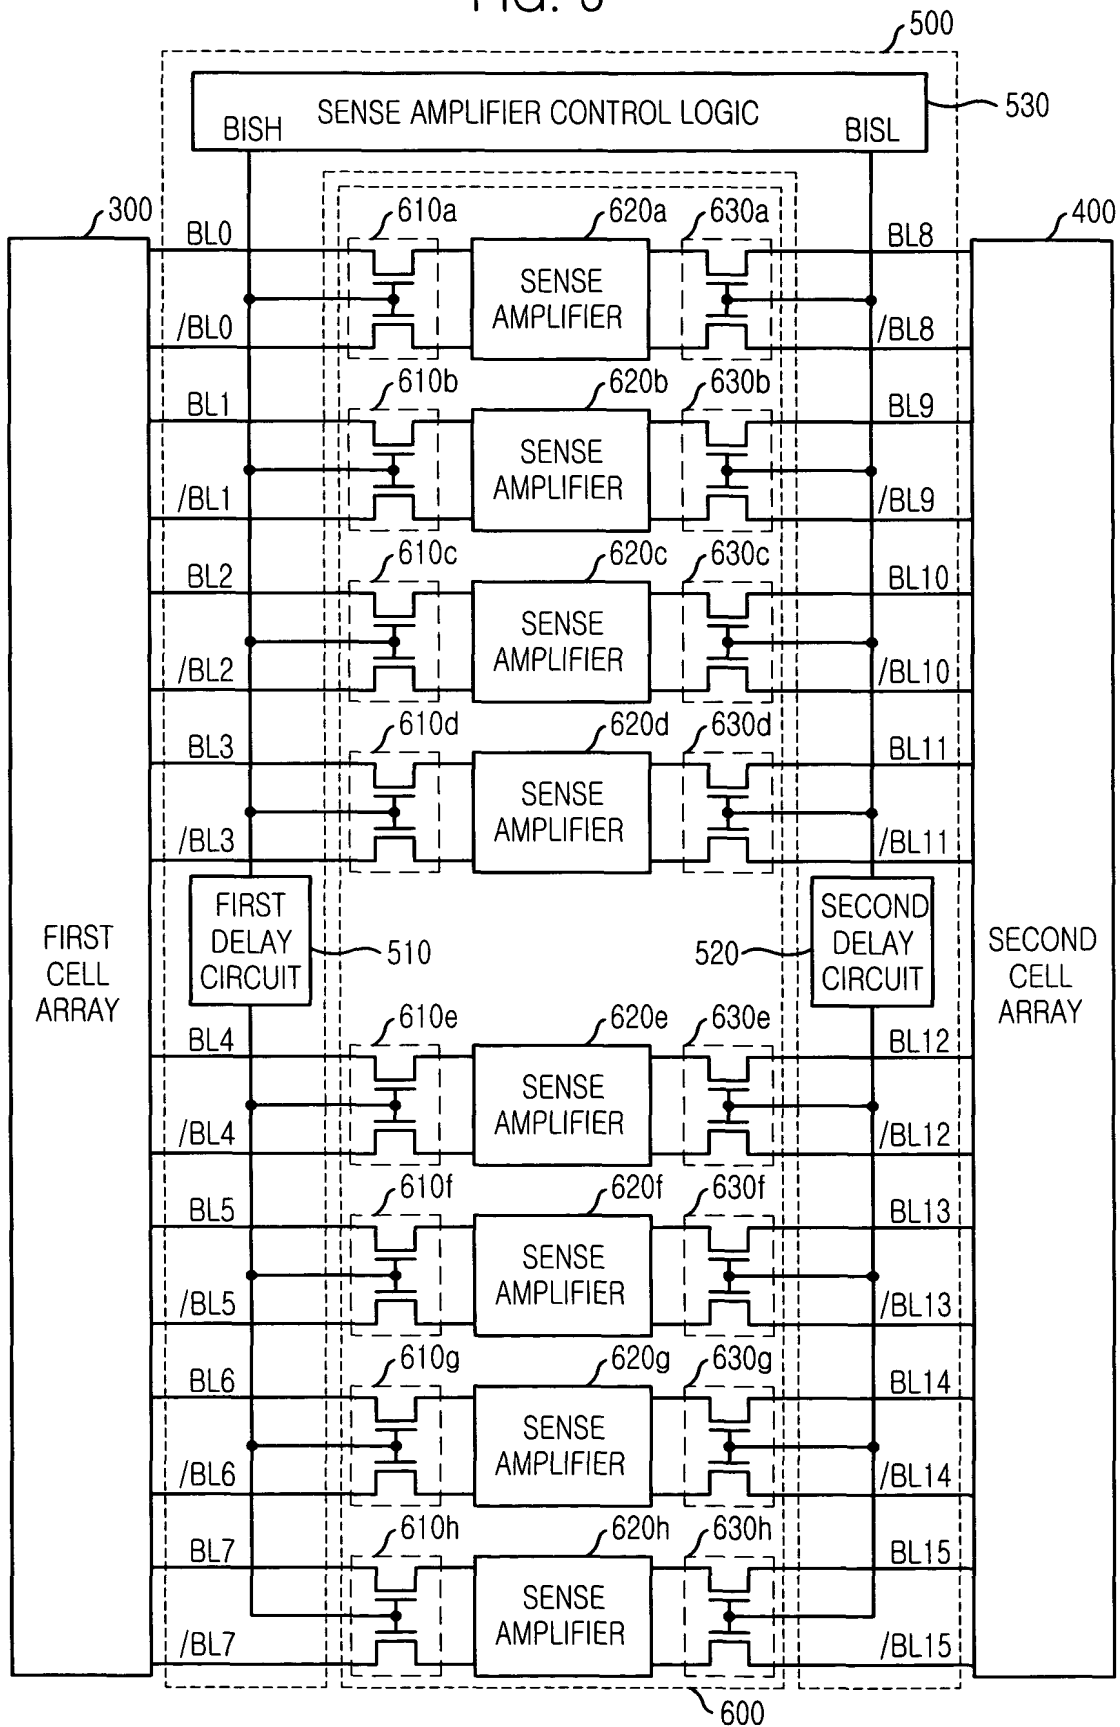 FIG. 6
500
SENSE AMPLIFIER CONTROL LOGIC
530
BISH
BISL
300
400
610a
620a
630a
BL0
BL8
SENSE
AMPLIFIER
/BL0
/BL8
610b
620b
630b
BL1
BL9
SENSE
AMPLIFIER
/BL1
/BL9
610c
620c
630c
BL2
BL10
SENSE
AMPLIFIER
/BL2
/BL10
610d
620d
630d
BL3
BL11
SENSE
AMPLIFIER
/BL3
/BL11
FIRST
CELL
ARRAY
FIRST
DELAY
CIRCUIT
510
520
SECOND
DELAY
CIRCUIT
SECOND
CELL
ARRAY
610e
620e
630e
BL4
BL12
SENSE
AMPLIFIER
/BL4
/BL12
610f
620f
630f
BL5
BL13
SENSE
AMPLIFIER
/BL5
/BL13
610g
620g
630g
BL6
BL14
SENSE
AMPLIFIER
/BL6
/BL14
610h
620h
630h
BL7
BL15
SENSE
AMPLIFIER
/BL7
/BL15
600